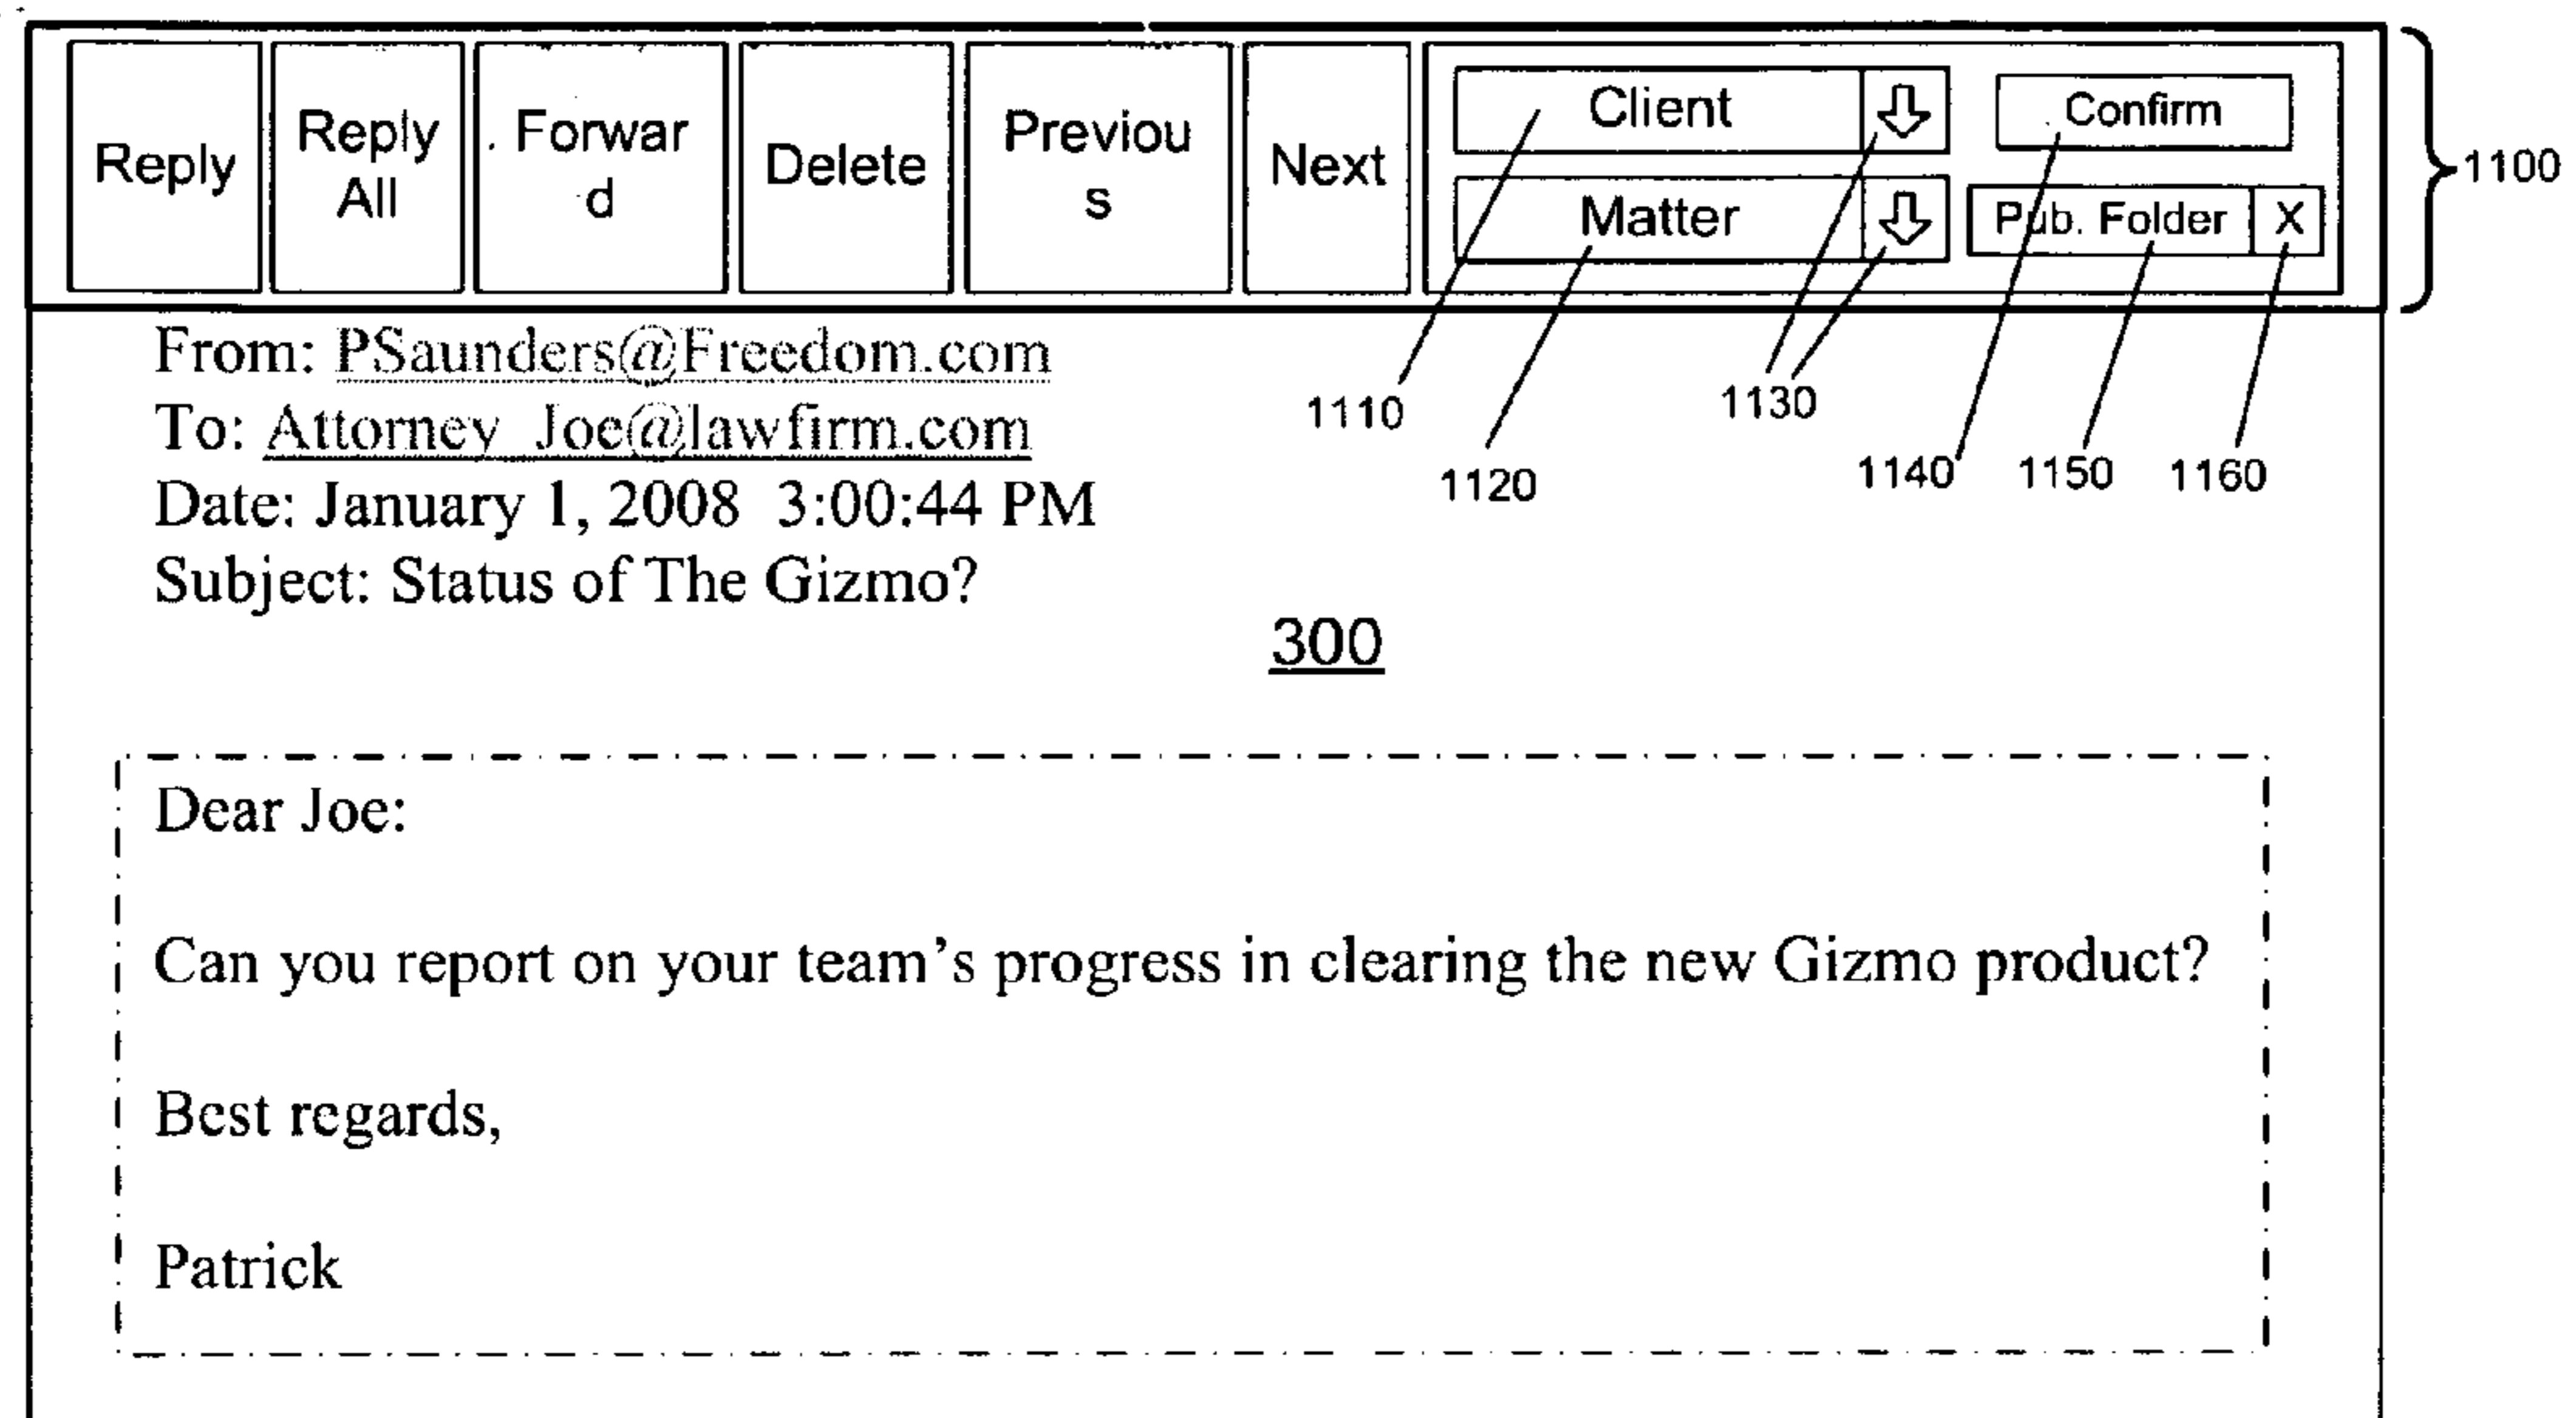 Reply
Reply
All
Forwar
d
Delete
Previou
s
Next
Client
Confirm
Matter
Pub. Folder
X
1100
From: PSaunders@Freedom.com
To: Attorney_Joe@lawfirm.com
Date: January 1, 2008 3:00:44 PM
Subject: Status of The Gizmo?
1110
1120
1130
1140
1150
1160
300
Dear Joe:
Can you report on your team's progress in clearing the new Gizmo product?
Best regards,
Patrick